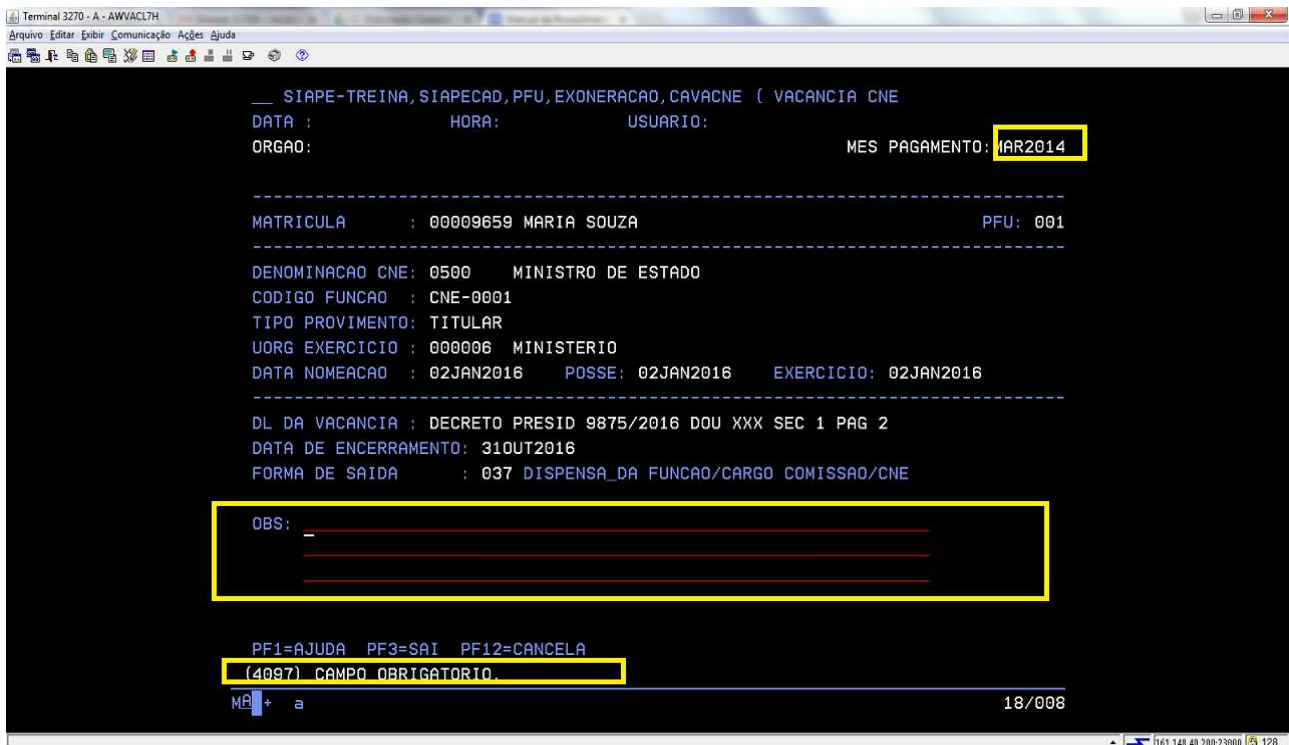 Terminal 3270 - A - AWVACL7H
Arquivo Editar Exibir Comunicação Ações Ajuda
__ SIAPE-TREINA,SIAPECAD,PFU,EXONERACAO,CAVACNE ( VACANCIA CNE
DATA : HORA: USUARIO:
ORGAO: MES PAGAMENTO:MAR2014
MATRICULA : 00009659 MARIA SOUZA PFU: 001
DENOMINACAO CNE: 0500 MINISTRO DE ESTADO
CODIGO FUNCAO : CNE-0001
TIPO PROVIMENTO: TITULAR
UORG EXERCICIO : 000006 MINISTERIO
DATA NOMEACAO : 02JAN2016 POSSE: 02JAN2016 EXERCICIO: 02JAN2016
DL DA VACANCIA : DECRETO PRESID 9875/2016 DOU XXX SEC 1 PAG 2
DATA DE ENCERRAMENTO: 31OUT2016
FORMA DE SAIDA : 037 DISPENSA_DA FUNCAO/CARGO COMISSAO/CNE
OBS:
PF1=AJUDA PF3=SAI PF12=CANCELA
(4097) CAMPO OBRIGATORIO.
MA + a 18/008
161.148.40.200:23000 128